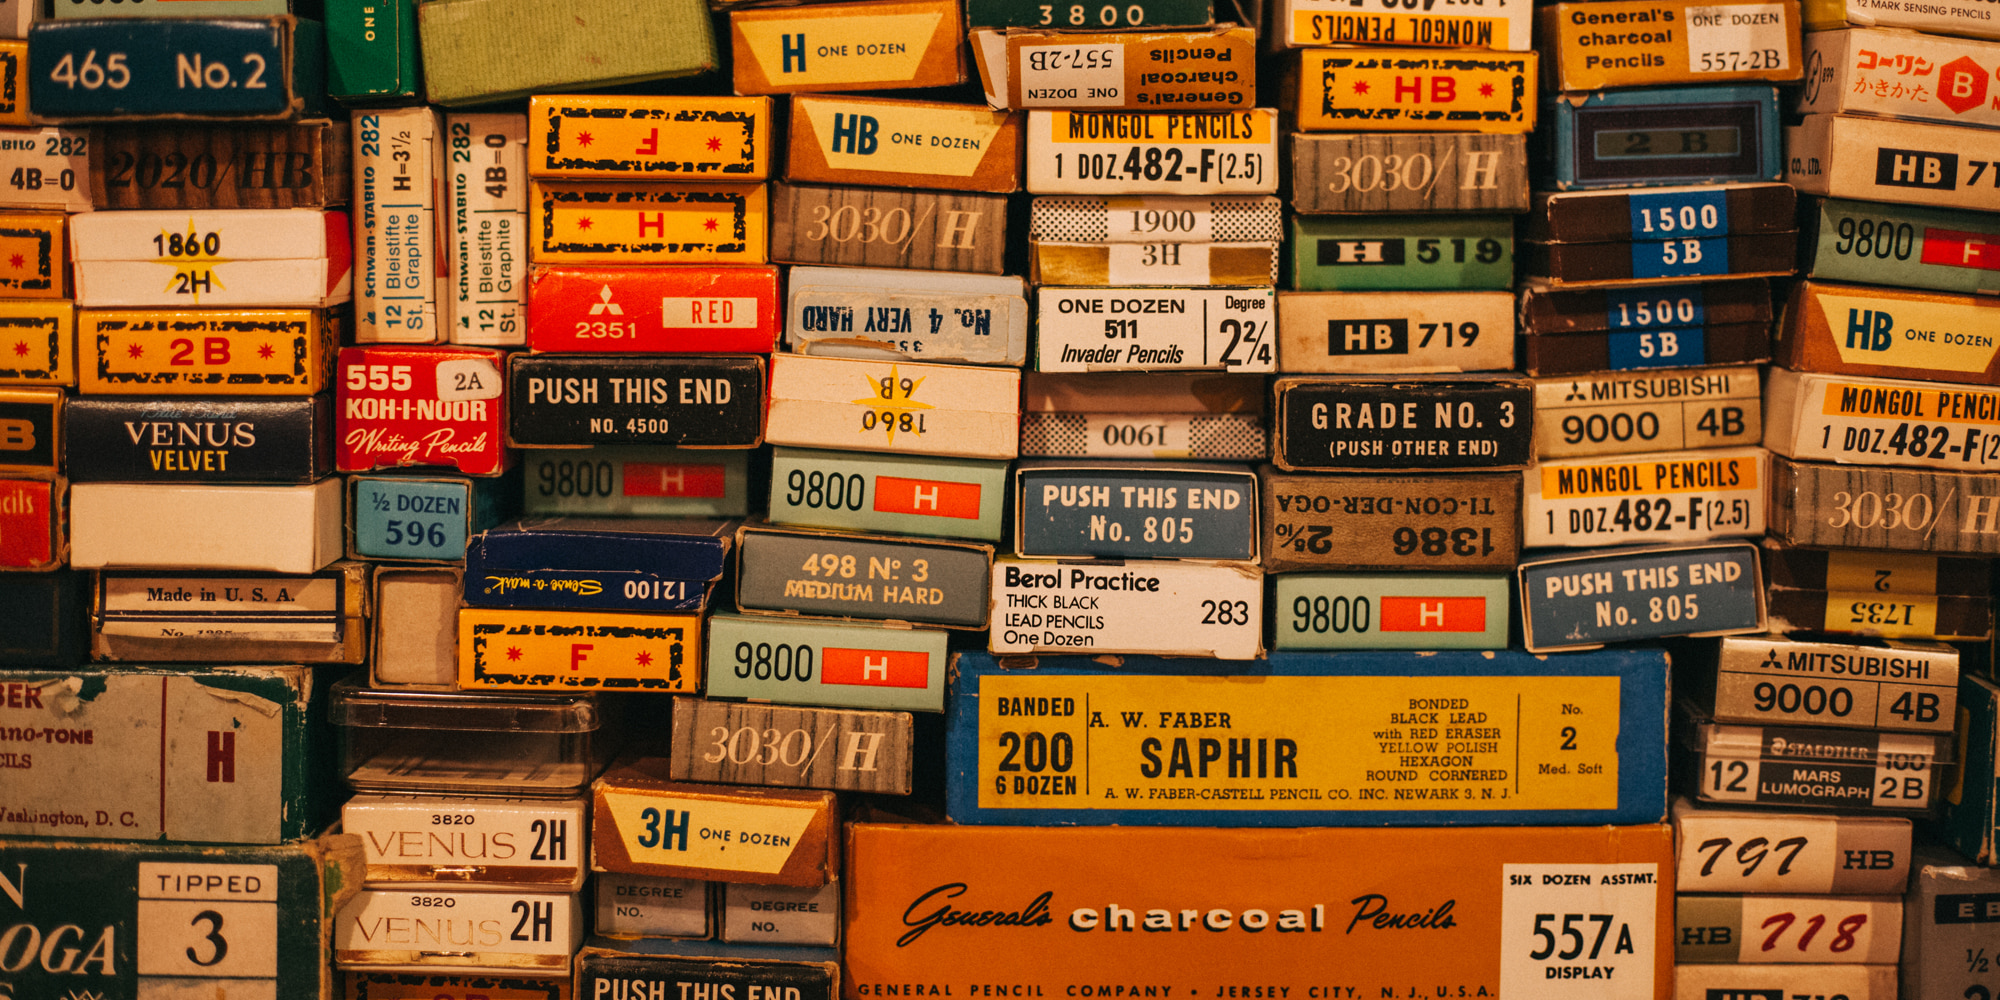 465 No.2
ONE
H ONE DOZEN
3800
General's
charcoal
Pencils
ONE DOZEN
557-2B
MONGOL PENCILS
General's
charcoal
Pencils
ONE DOZEN
557-2B
12 MARK SENSING PENCILS
コーリン
かきかた
B
282
4B=0
2020/HB
Schwan-STABILO 282
12 Bleistifte H=3½
St. Graphite
Schwan-STABILO 282
12 Bleistifte 4B=0
St. Graphite
F
HB ONE DOZEN
MONGOL PENCILS
1 DOZ. 482-F (2.5)
HB
3030/H
2B
CO., LTD.
HB 71
1860
2H
H
3030/H
1900
3H
H 519
1500
5B
9800 F
2B
MITSUBISHI
2351 RED
No. 4 VERY HARD
ONE DOZEN
511
Invader Pencils
Degree
2 2/4
HB 719
1500
5B
HB ONE DOZEN
VENUS
VELVET
555 2A
KOH-I-NOOR
Writing Pencils
PUSH THIS END
NO. 4500
1860
6B
1900
GRADE NO. 3
(PUSH OTHER END)
MITSUBISHI
9000 4B
MONGOL PENCI
1 DOZ. 482-F (2
½ DOZEN
596
9800 H
9800 H
PUSH THIS END
No. 805
1386
TI-CON-DER-OGA
MONGOL PENCILS
1 DOZ. 482-F (2.5)
3030/H
Made in U. S. A.
12100
Sense-a-mark
498 No 3
MEDIUM HARD
Berol Practice
THICK BLACK
LEAD PENCILS
One Dozen
283
9800 H
PUSH THIS END
No. 805
1735
2
F
9800 H
BER
TONE
H
Washington, D. C.
3030/H
BANDED
200
6 DOZEN
A. W. FABER
SAPHIR
BONDED
BLACK LEAD
with RED ERASER
YELLOW POLISH
HEXAGON
ROUND CORNERED
No.
2
Med. Soft
A. W. FABER-CASTELL PENCIL CO. INC. NEWARK 3. N. J.
MITSUBISHI
9000 4B
STAEDTLER 100
12 MARS
LUMOGRAPH 2B
3820
VENUS 2H
3H ONE DOZEN
797 HB
N
OGA
TIPPED
3
3820
VENUS 2H
DEGREE
NO.
DEGREE
NO.
General's charcoal Pencils
SIX DOZEN ASSTMT.
557A
DISPLAY
HB 718
PUSH THIS END
GENERAL PENCIL COMPANY • JERSEY CITY, N. J., U.S.A.